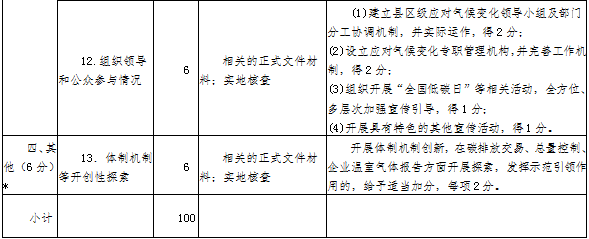 (1)建立县区级应对气候变化领导小组及部门
分工协调机制，并实际运作，得2分；
(2)设立应对气候变化专职管理机构，并完善工作机
制，得2分；
(3)组织开展“全国低碳日”等相关活动，全方位、
多层次加强宣传引导，得1分；
(4)开展具有特色的其他宣传活动，得1分。
12.组织领导
和公众参与情况
6
相关的正式文件材
料；实地核查
四、其
他（6分）
*
13. 体制机制
等开创性探索
6
相关的正式文件材
料；实地核查
开展体制机制创新，在碳排放交易、总量控制、
企业温室气体报告方面开展探索，发挥示范引领作
用的，给予适当加分，每项2分。
小计
100